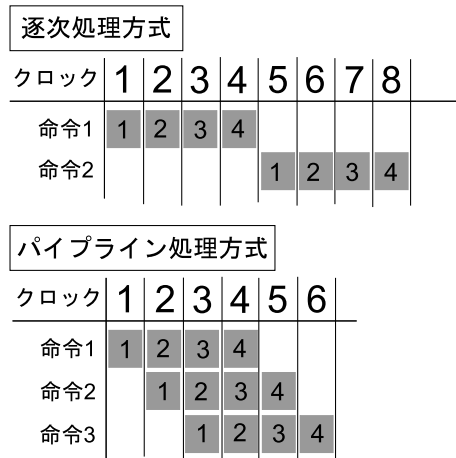 逐次処理方式
クロック 1 2 3 4 5 6 7 8
命令1 1 2 3 4
命令2 1 2 3 4
パイプライン処理方式
クロック 1 2 3 4 5 6
命令1 1 2 3 4
命令2 1 2 3 4
命令3 1 2 3 4